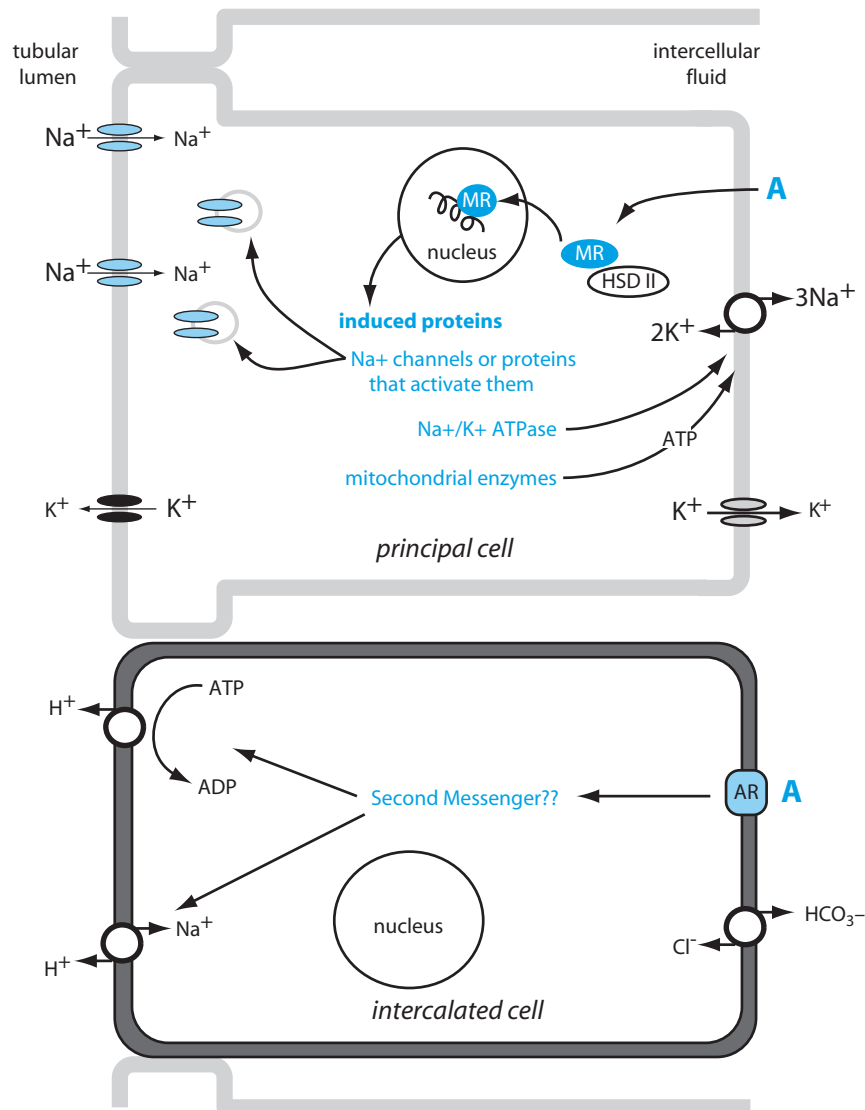 tubular
lumen
intercellular
fluid
Na⁺ Na⁺
A
MR
MR
nucleus
HSD II
Na⁺ Na⁺
induced proteins
3Na⁺
2K⁺
Na+ channels or proteins
that activate them
Na+/K+ ATPase
ATP
mitochondrial enzymes
K⁺ K⁺
K⁺ K⁺
principal cell
ATP
H⁺
ADP
Second Messenger??
AR
A
Na⁺
H⁺
nucleus
HCO₃–
Cl⁻
intercalated cell